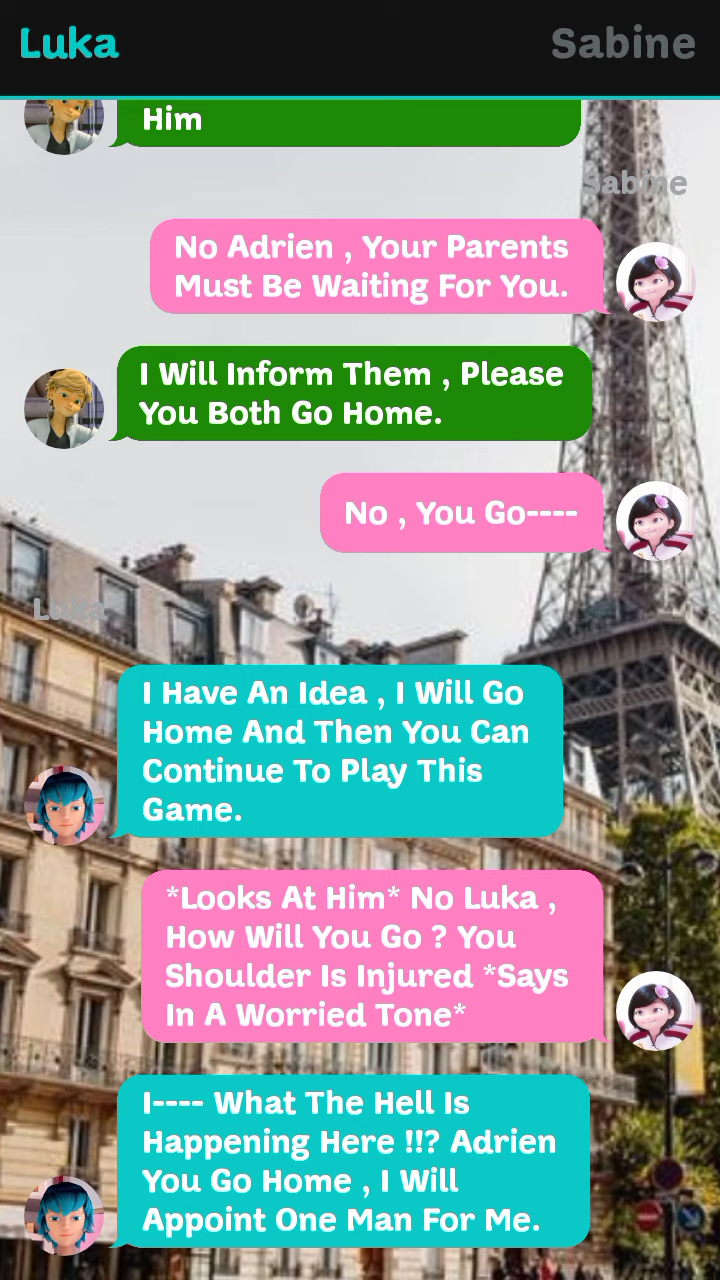 Luka
Sabine
Him
Sabine
No Adrien , Your Parents
Must Be Waiting For You.
I Will Inform Them , Please
You Both Go Home.
No , You Go----
Luka
I Have An Idea , I Will Go
Home And Then You Can
Continue To Play This
Game.
*Looks At Him* No Luka ,
How Will You Go ? You
Shoulder Is Injured *Says
In A Worried Tone*
I---- What The Hell Is
Happening Here !!? Adrien
You Go Home , I Will
Appoint One Man For Me.